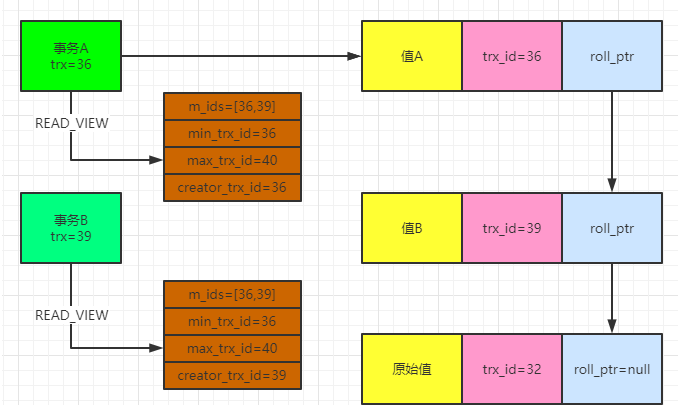 事务A
trx=36
值A
trx_id=36
roll_ptr
READ_VIEW
m_ids=[36,39]
min_trx_id=36
max_trx_id=40
creator_trx_id=36
事务B
trx=39
值B
trx_id=39
roll_ptr
READ_VIEW
m_ids=[36,39]
min_trx_id=36
max_trx_id=40
creator_trx_id=39
原始值
trx_id=32
roll_ptr=null